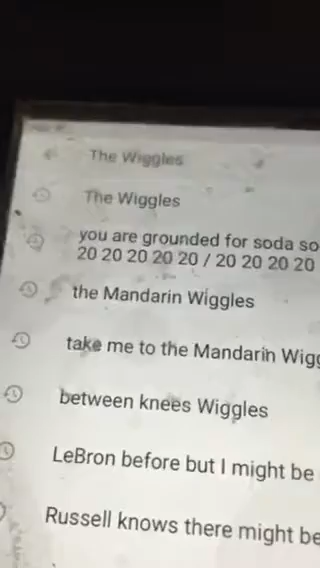 The Wiggles
The Wiggles
you are grounded for soda so
20 20 20 20 20 / 20 20 20 20
the Mandarin Wiggles
take me to the Mandarin Wigg
between knees Wiggles
LeBron before but I might be
Russell knows there might be